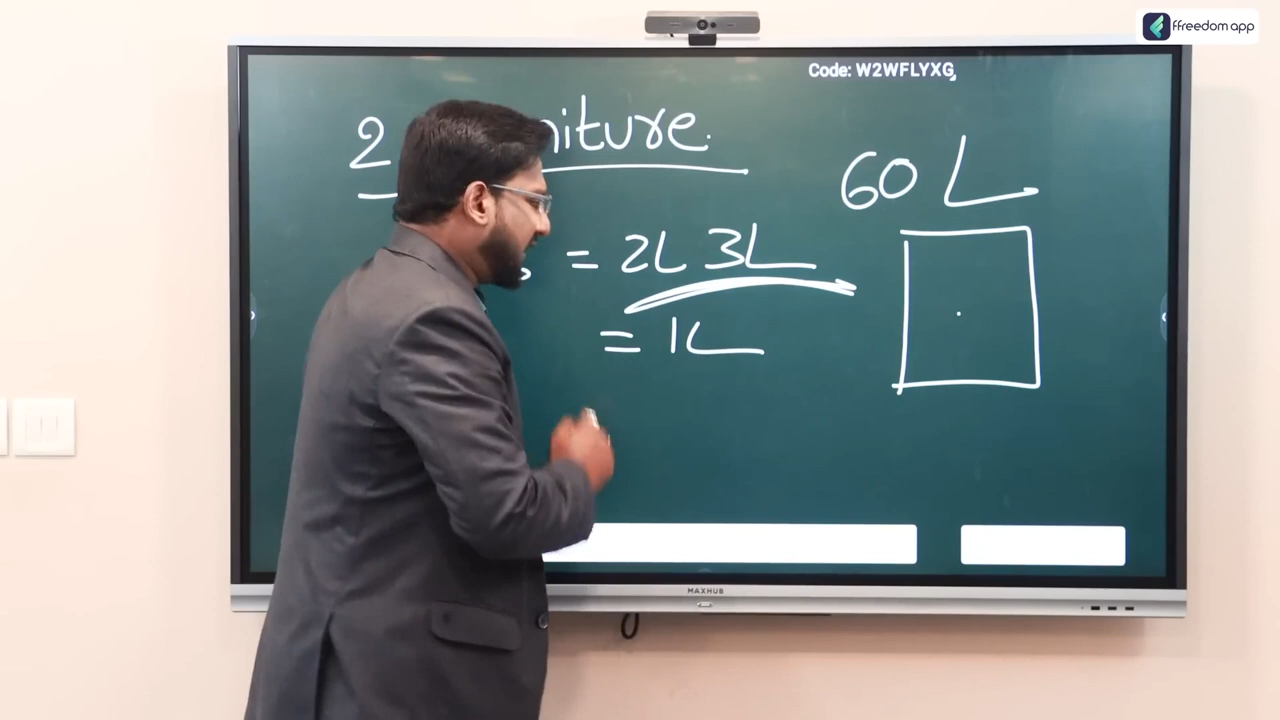 ffreedom app
Code: W2WFLYXG
2 niture.
60 L
= 2L 3L
= 1L
MAXHUB